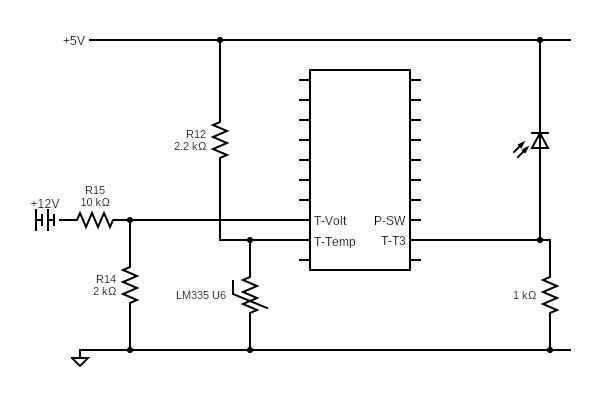 +5V
R12
2.2 kΩ
R15
10 kΩ
+12V
T-Volt
P-SW
T-Temp
T-T3
R14
2 kΩ
LM335 U6
1 kΩ